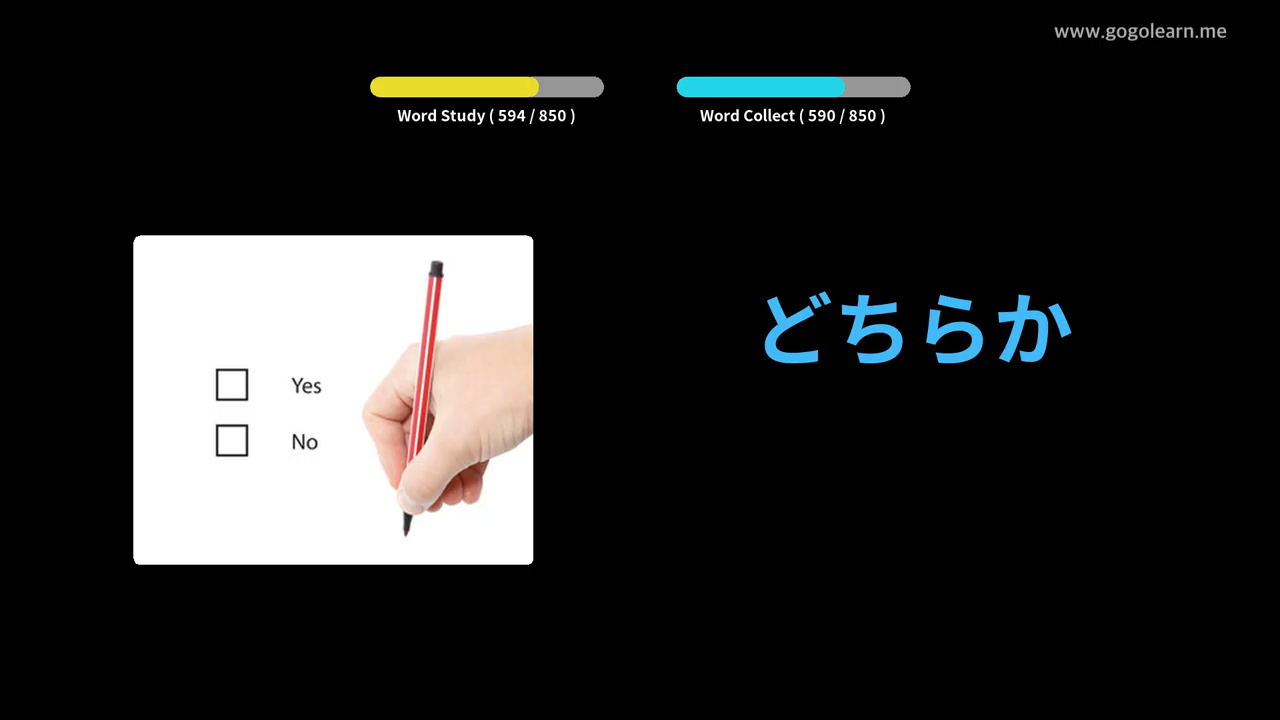 www.gogolearn.me
Word Study ( 594 / 850 )
Word Collect ( 590 / 850 )
どちらか
Yes
No